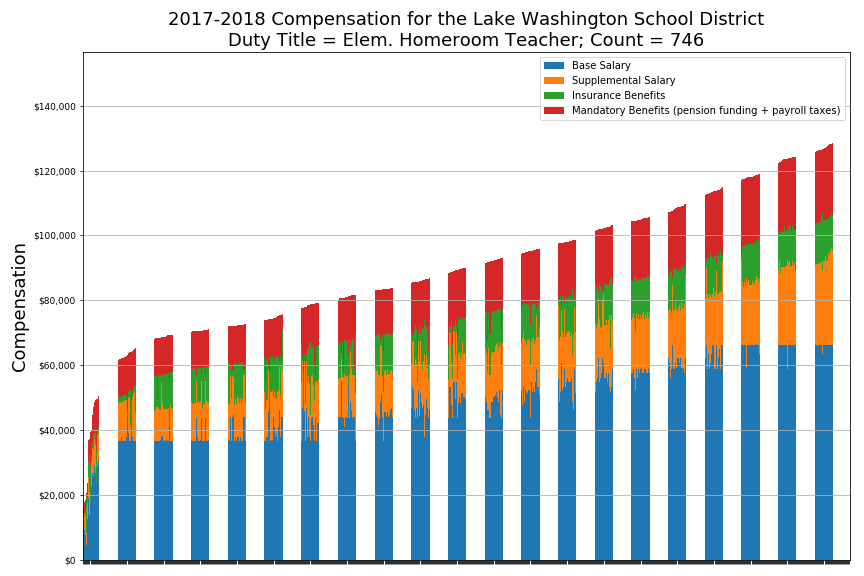 2017-2018 Compensation for the Lake Washington School District
Duty Title = Elem. Homeroom Teacher; Count = 746
Base Salary
Supplemental Salary
Insurance Benefits
Mandatory Benefits (pension funding + payroll taxes)
Compensation
$140,000
$120,000
$100,000
$80,000
$60,000
$40,000
$20,000
$0